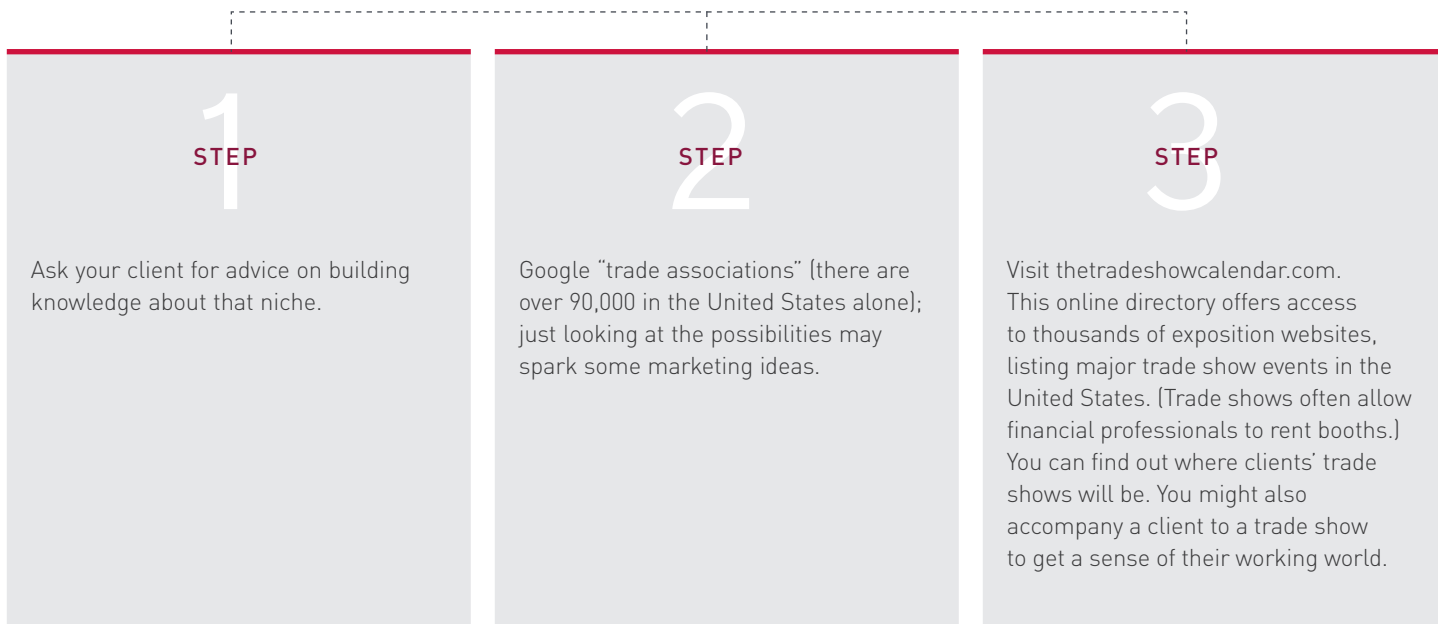 1
STEP
Ask your client for advice on building
knowledge about that niche.
2
STEP
Google “trade associations” (there are
over 90,000 in the United States alone);
just looking at the possibilities may
spark some marketing ideas.
3
STEP
Visit thetradeshowcalendar.com.
This online directory offers access
to thousands of exposition websites,
listing major trade show events in the
United States. (Trade shows often allow
financial professionals to rent booths.)
You can find out where clients’ trade
shows will be. You might also
accompany a client to a trade show
to get a sense of their working world.